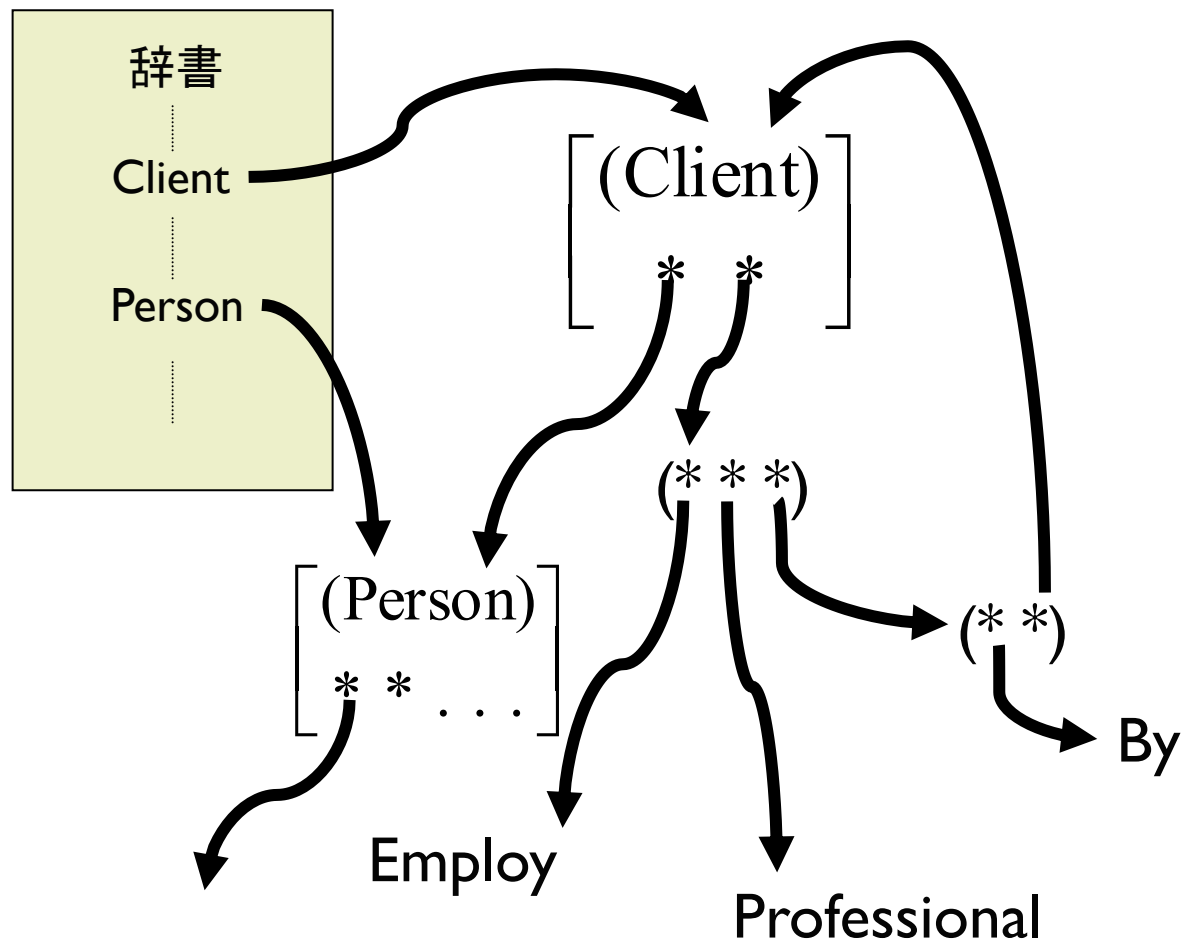 辞書
Client
Person
(Client)
* *
(* * *)
(Person)
* * . . .
(* *)
By
Employ
Professional